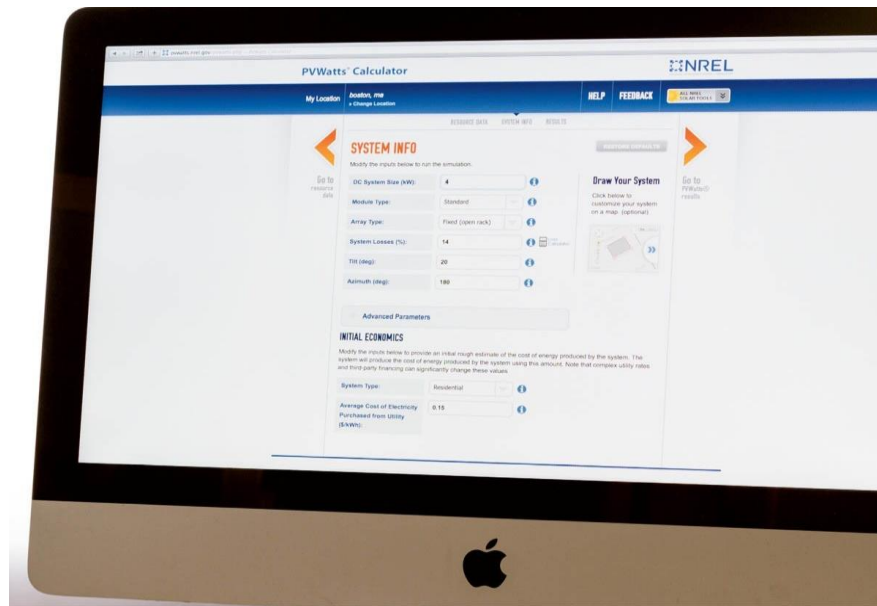 PVWatts® Calculator
NREL
My Location
boston, ma
» Change Location
HELP FEEDBACK ALL NREL SOLAR TOOLS
RESOURCE DATA SYSTEM INFO RESULTS
SYSTEM INFO
RESTORE DEFAULTS
Modify the inputs below to run the simulation.
Go to
resource
data
DC System Size (kW): 4
Module Type: Standard
Array Type: Fixed (open rack)
System Losses (%): 14
Tilt (deg): 20
Azimuth (deg): 180
Draw Your System
Click below to
customize your system
on a map. (optional)
Go to
PVWatts®
results
Advanced Parameters
INITIAL ECONOMICS
Modify the inputs below to provide an initial rough estimate of the cost of energy produced by the system. The
system will produce the cost of energy produced by the system using this amount. Note that complex utility rates
and third party financing can significantly change these values.
System Type: Residential
Average Cost of Electricity
Purchased from Utility
($/kWh): 0.15